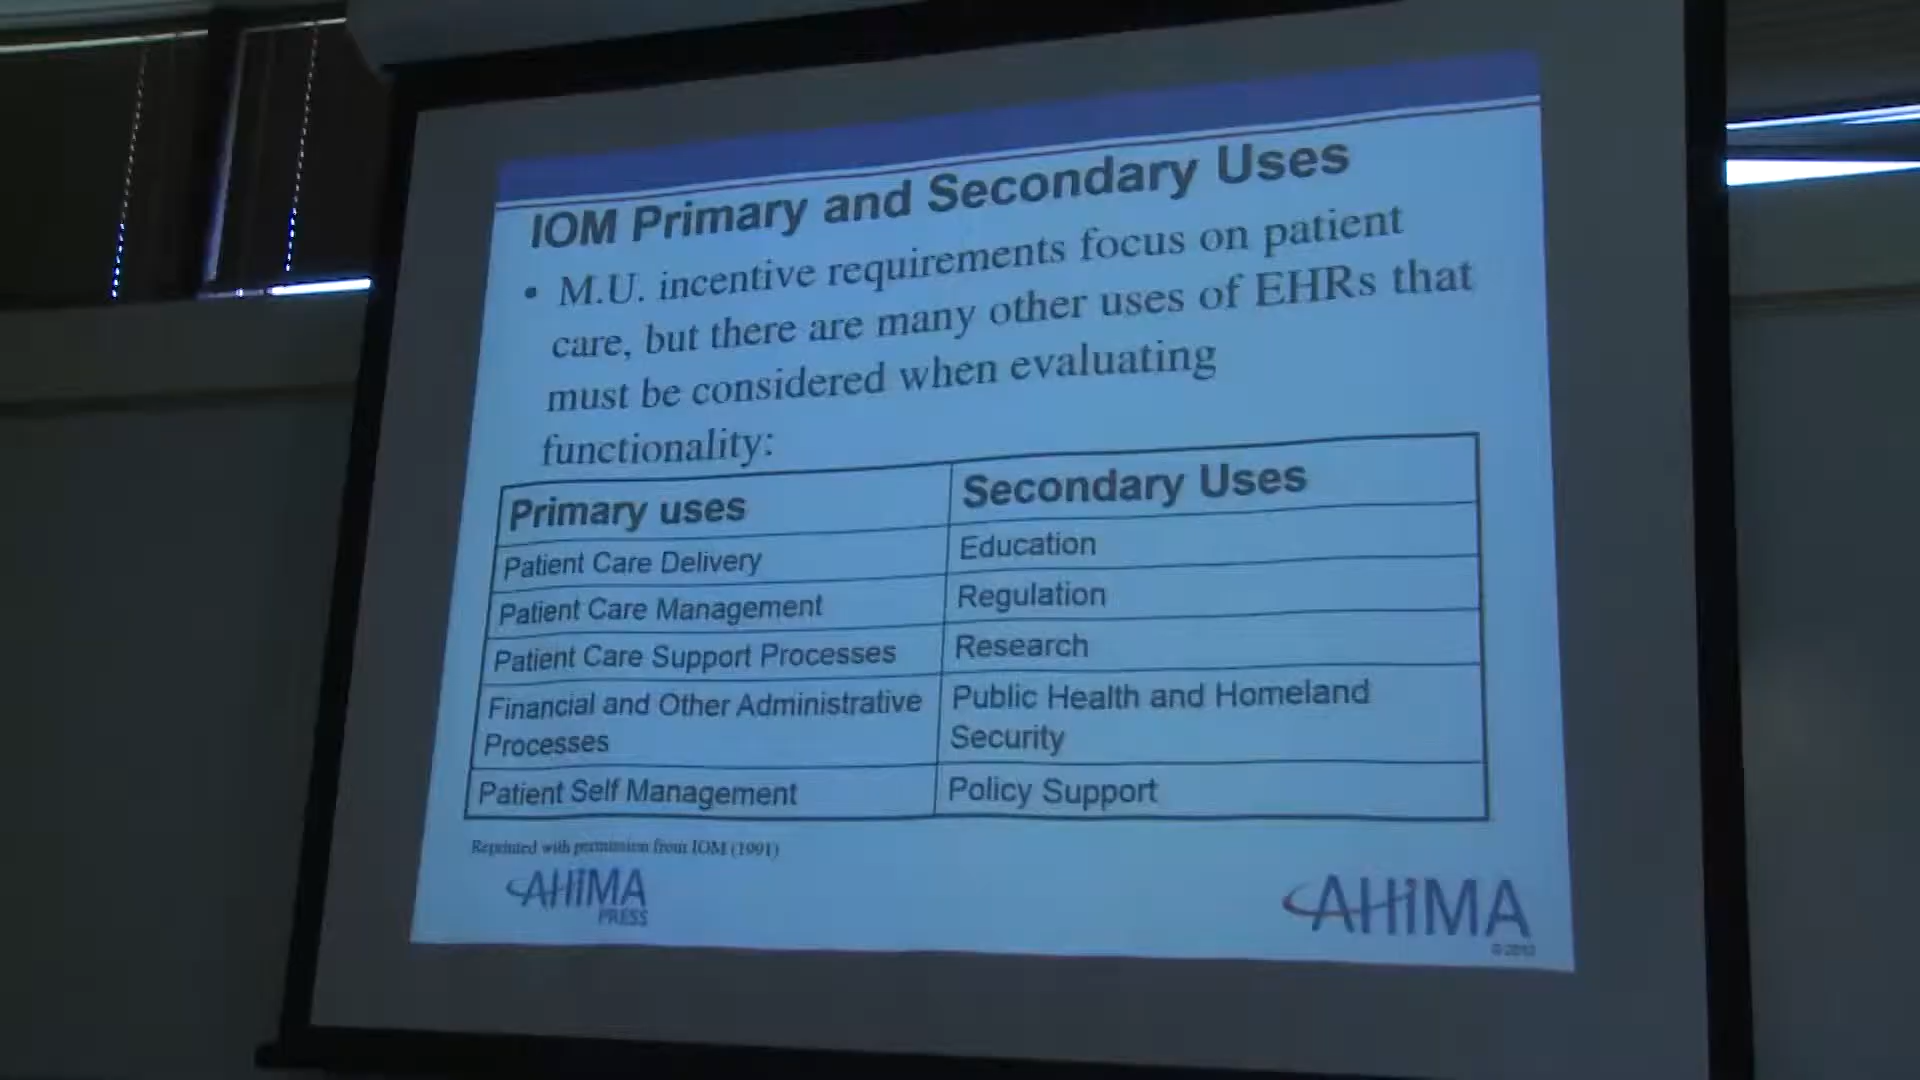 IOM Primary and Secondary Uses
• M.U. incentive requirements focus on patient
care, but there are many other uses of EHRs that
must be considered when evaluating
functionality:
Primary uses
Secondary Uses
Patient Care Delivery
Education
Patient Care Management
Regulation
Patient Care Support Processes
Research
Financial and Other Administrative
Processes
Public Health and Homeland
Security
Patient Self Management
Policy Support
Reprinted with permission from IOM (1991)
AHIMA
PRESS
AHIMA